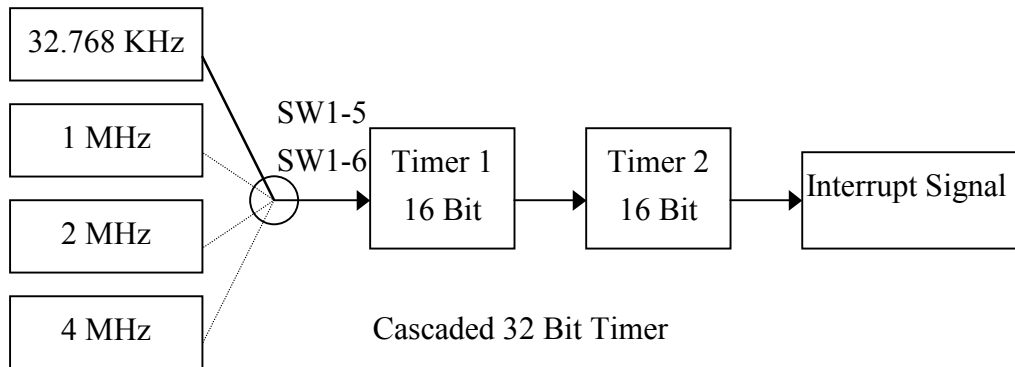 32.768 KHz
1 MHz
2 MHz
4 MHz
SW1-5
SW1-6
Timer 1
16 Bit
Timer 2
16 Bit
Interrupt Signal
Cascaded 32 Bit Timer